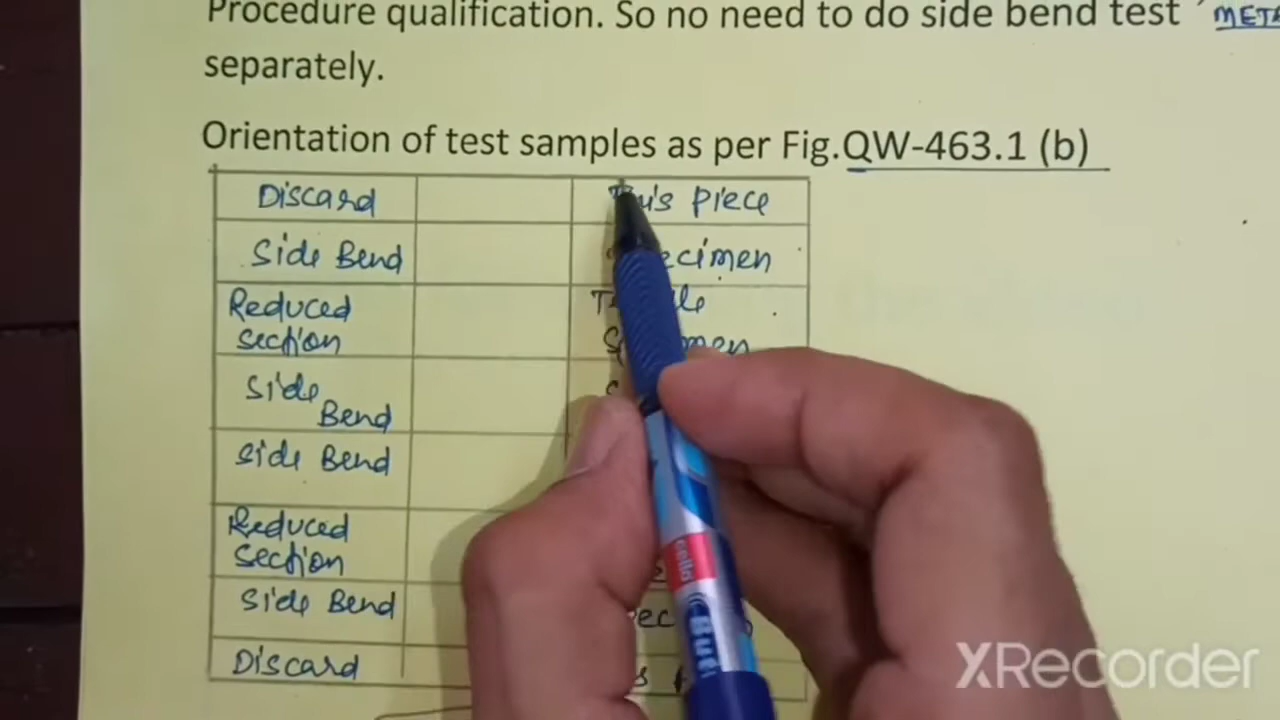 Procedure qualification. So no need to do side bend test
separately.
Orientation of test samples as per Fig.QW-463.1 (b)
Discard piece
Side Bend
Reduced
section
Side
Bend
Side Bend
Reduced
section
Side Bend
Discard
XRecorder